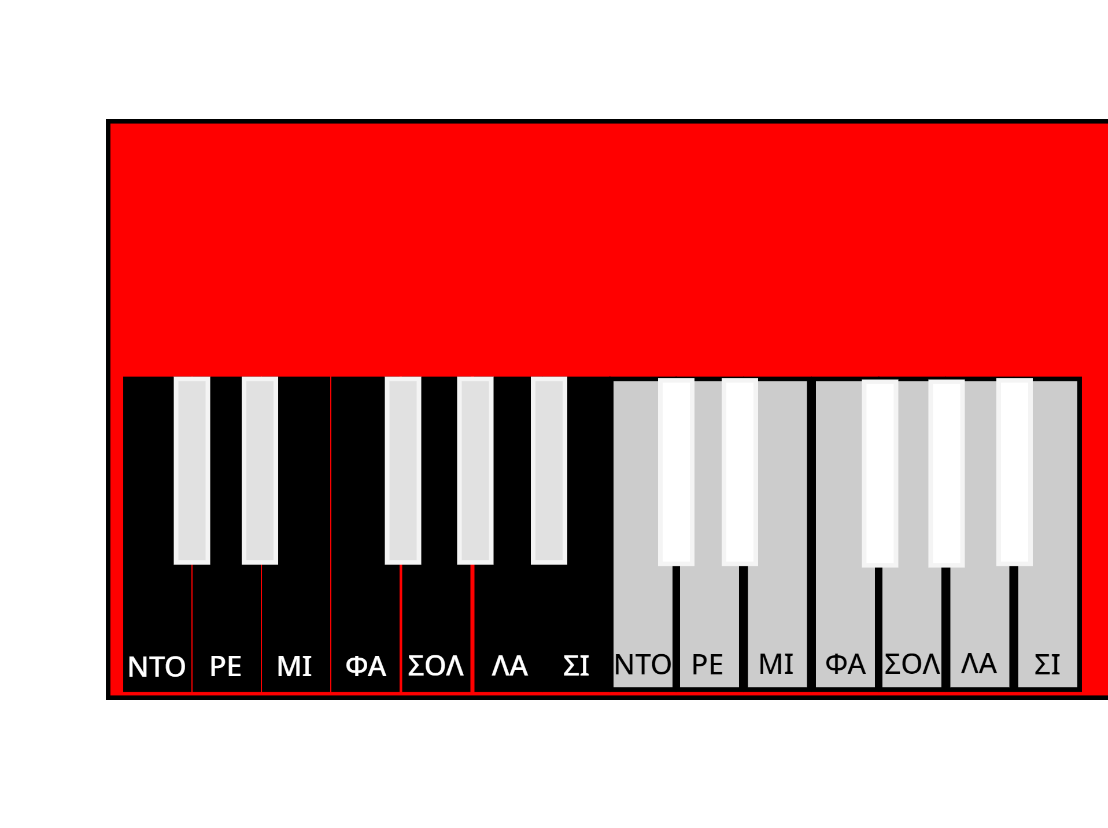 ΝΤΟ ΡΕ ΜΙ ΦΑ ΣΟΛ ΛΑ ΣΙ ΝΤΟ ΡΕ ΜΙ ΦΑ ΣΟΛ ΛΑ ΣΙ